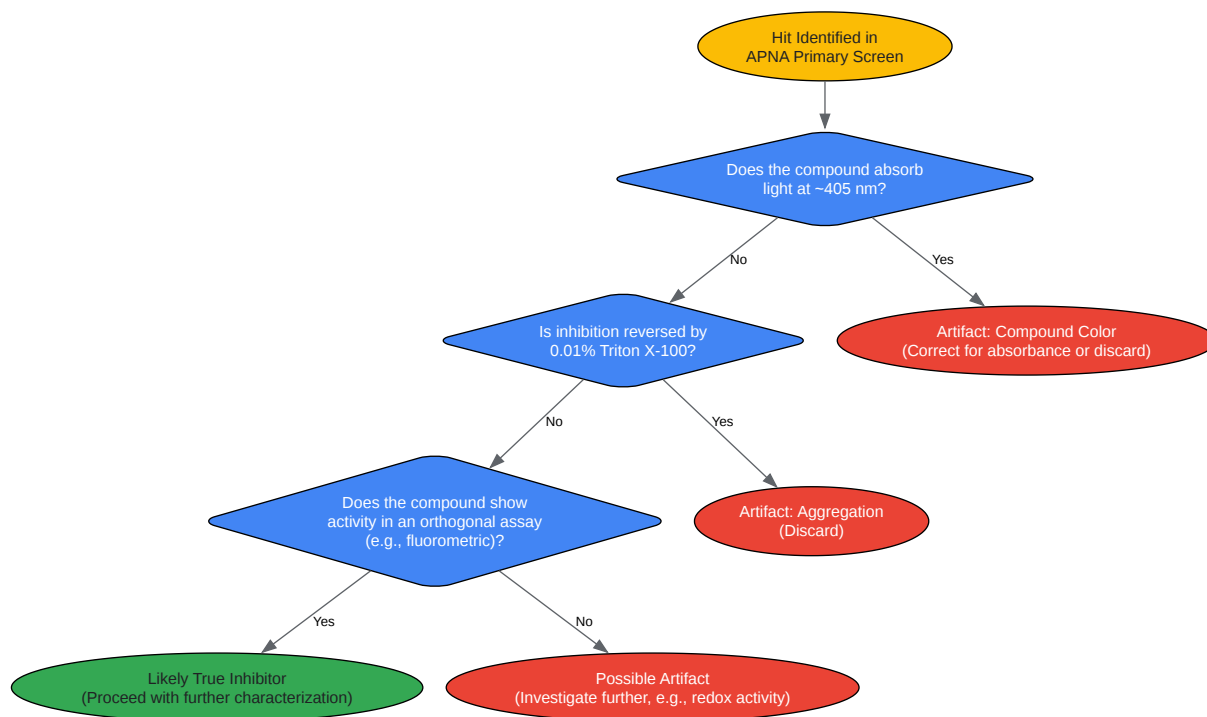 Hit Identified in
APNA Primary Screen
Does the compound absorb
light at ~405 nm?
No
Yes
Is inhibition reversed by
0.01% Triton X-100?
Artifact: Compound Color
(Correct for absorbance or discard)
No
Yes
Does the compound show
activity in an orthogonal assay
(e.g., fluorometric)?
Artifact: Aggregation
(Discard)
Yes
No
Likely True Inhibitor
(Proceed with further characterization)
Possible Artifact
(Investigate further, e.g., redox activity)